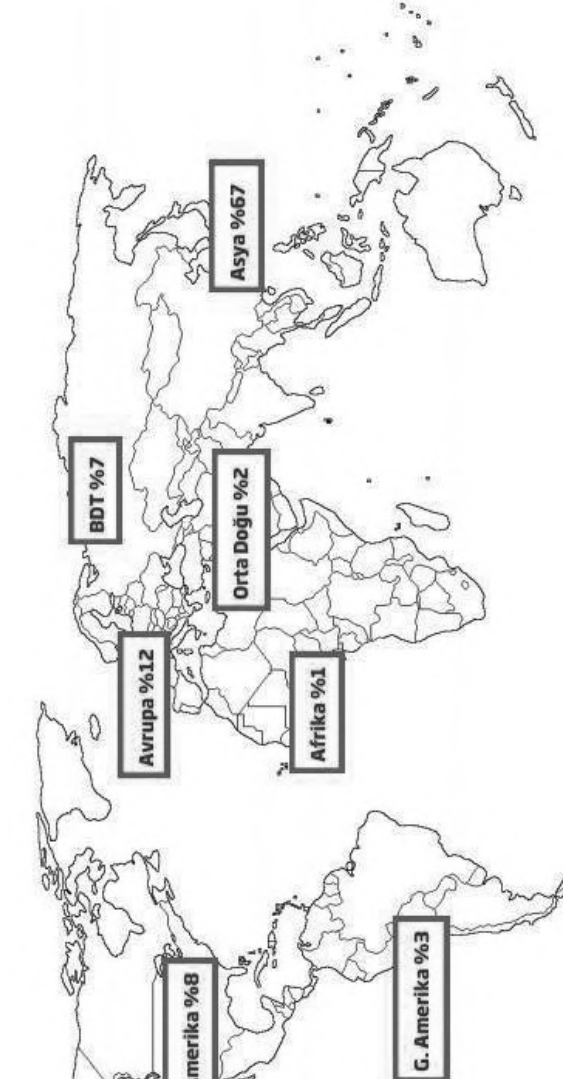 BDT %7
Asya %67
Avrupa %12
Orta Doğu %2
merika %8
Afrika %1
G. Amerika %3